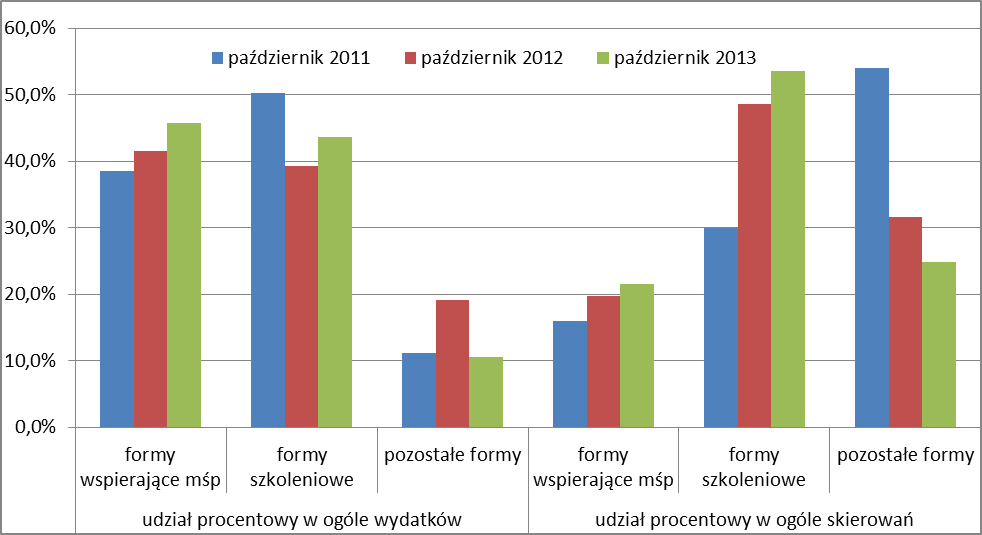 60,0%
50,0%
40,0%
30,0%
20,0%
10,0%
0,0%
październik 2011 październik 2012 październik 2013
formy wspierające mśp
formy szkoleniowe
pozostałe formy
formy wspierające mśp
formy szkoleniowe
pozostałe formy
udział procentowy w ogóle wydatków
udział procentowy w ogóle skierowań